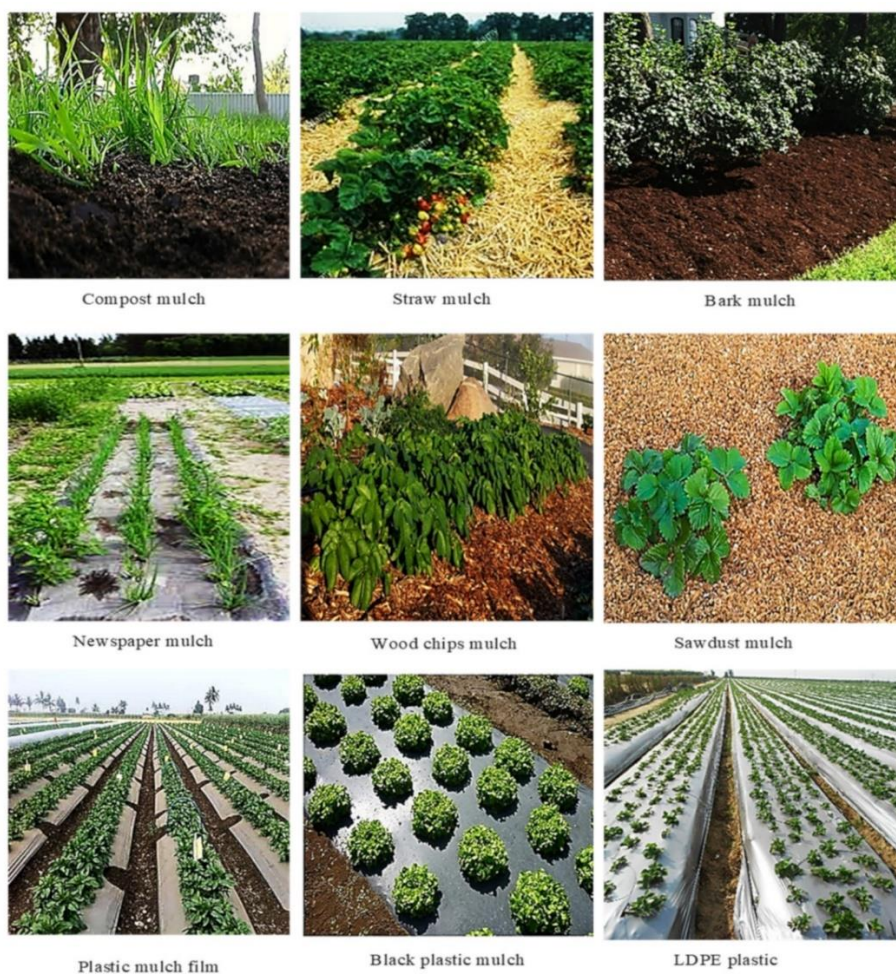 Compost mulch
Straw mulch
Bark mulch
Newspaper mulch
Wood chips mulch
Sawdust mulch
Plastic mulch film
Black plastic mulch
LDPE plastic